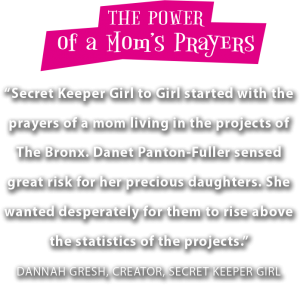 THE POWER
of a Mom's Prayers
“Secret Keeper Girl to Girl started with the
prayers of a mom living in the projects of
The Bronx. Danet Panton-Fuller sensed
great risk for her precious daughters. She
wanted desperately for them to rise above
the statistics of the projects.”
DANNAH GRESH, CREATOR, SECRET KEEPER GIRL